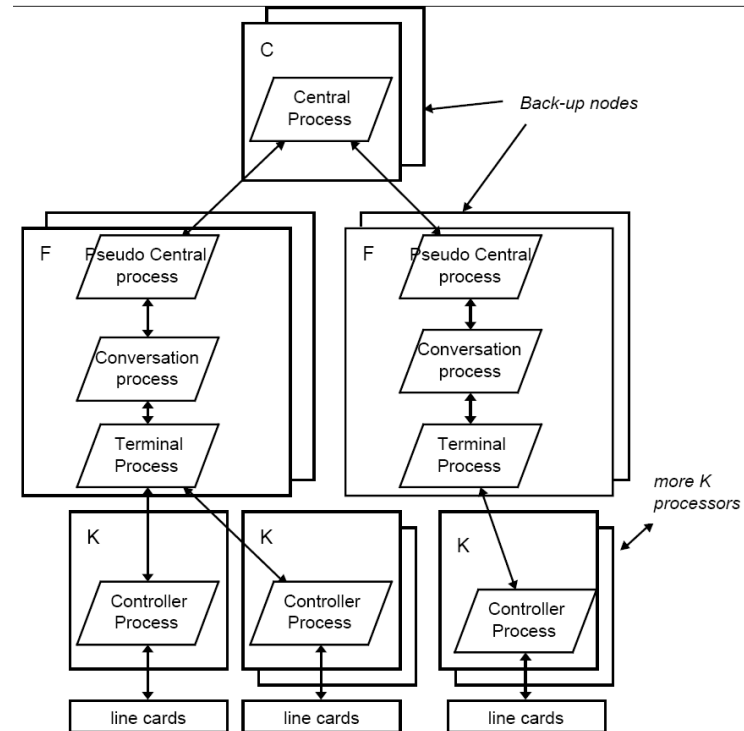 C
Central
Process
Back-up nodes
F
Pseudo Central
process
Conversation
process
Terminal
Process
F
Pseudo Central
process
Conversation
process
Terminal
Process
more K
processors
K
Controller
Process
K
Controller
Process
K
Controller
Process
line cards
line cards
line cards